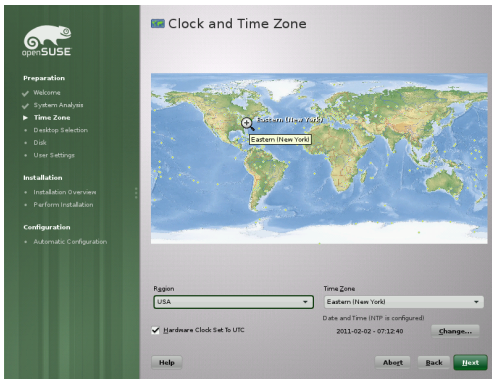 openSUSE
Clock and Time Zone
Preparation
Welcome
System Analysis
Time Zone
Desktop Selection
Disk
User Settings
Installation
Installation Overview
Perform Installation
Configuration
Automatic Configuration
Eastern (New York)
Eastern (New York)
Region
USA
Time Zone
Eastern (New York)
Hardware Clock Set To UTC
Date and Time (NTP is configured)
2011-02-02 - 07:12:40
Change...
Help
Abort
Back
Next